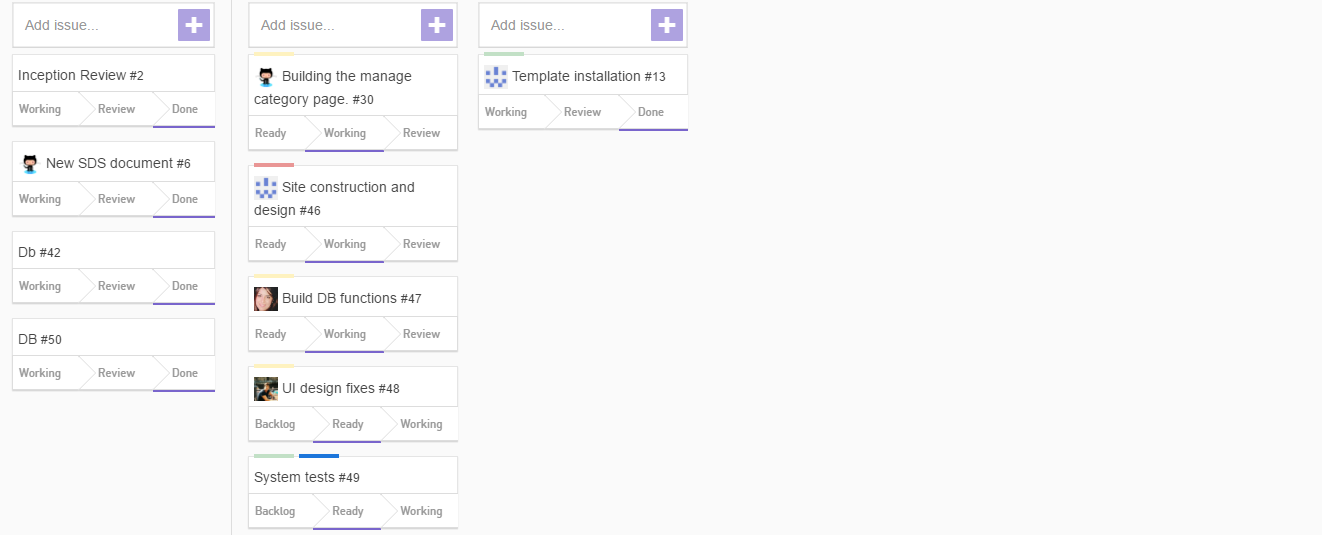 Add issue...
Inception Review #2
Working Review Done
New SDS document #6
Working Review Done
Db #42
Working Review Done
DB #50
Working Review Done
Add issue...
Building the manage
category page. #30
Ready Working Review
Site construction and
design #46
Ready Working Review
Build DB functions #47
Ready Working Review
UI design fixes #48
Backlog Ready Working
System tests #49
Backlog Ready Working
Add issue...
Template installation #13
Working Review Done